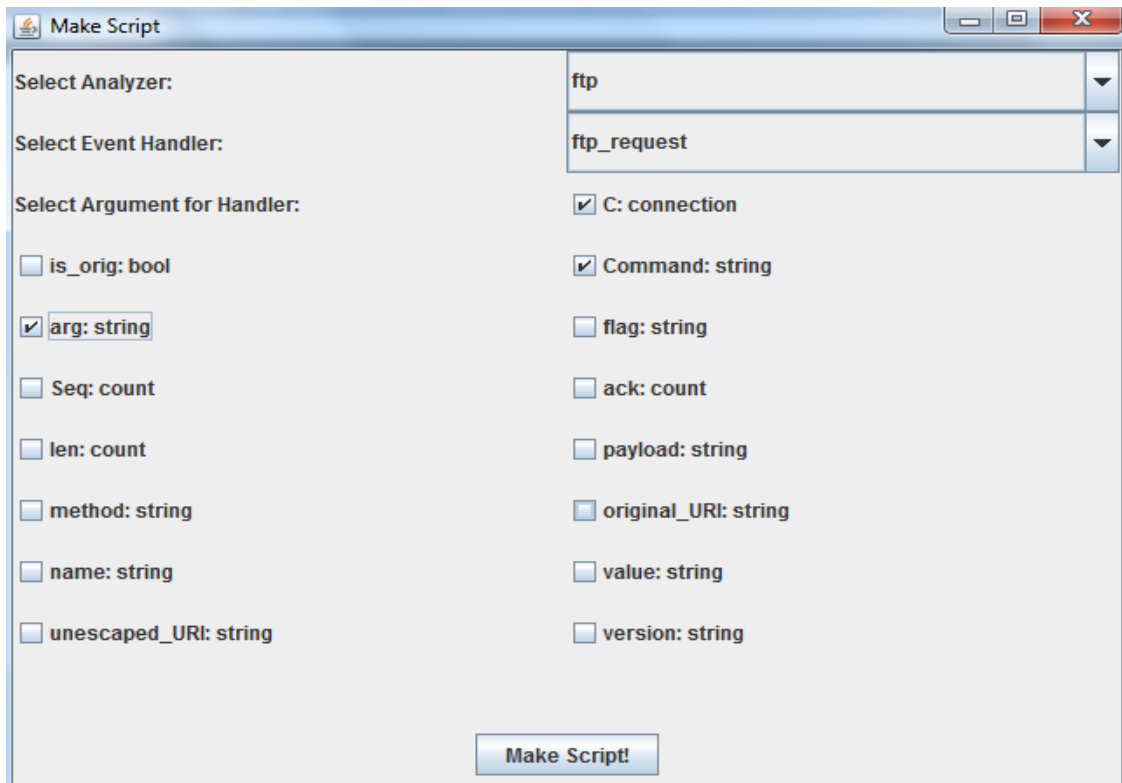 Make Script
Select Analyzer: ftp
Select Event Handler: ftp_request
Select Argument for Handler: C: connection
is_orig: bool Command: string
arg: string flag: string
Seq: count ack: count
len: count payload: string
method: string original_URI: string
name: string value: string
unescaped_URI: string version: string
Make Script!